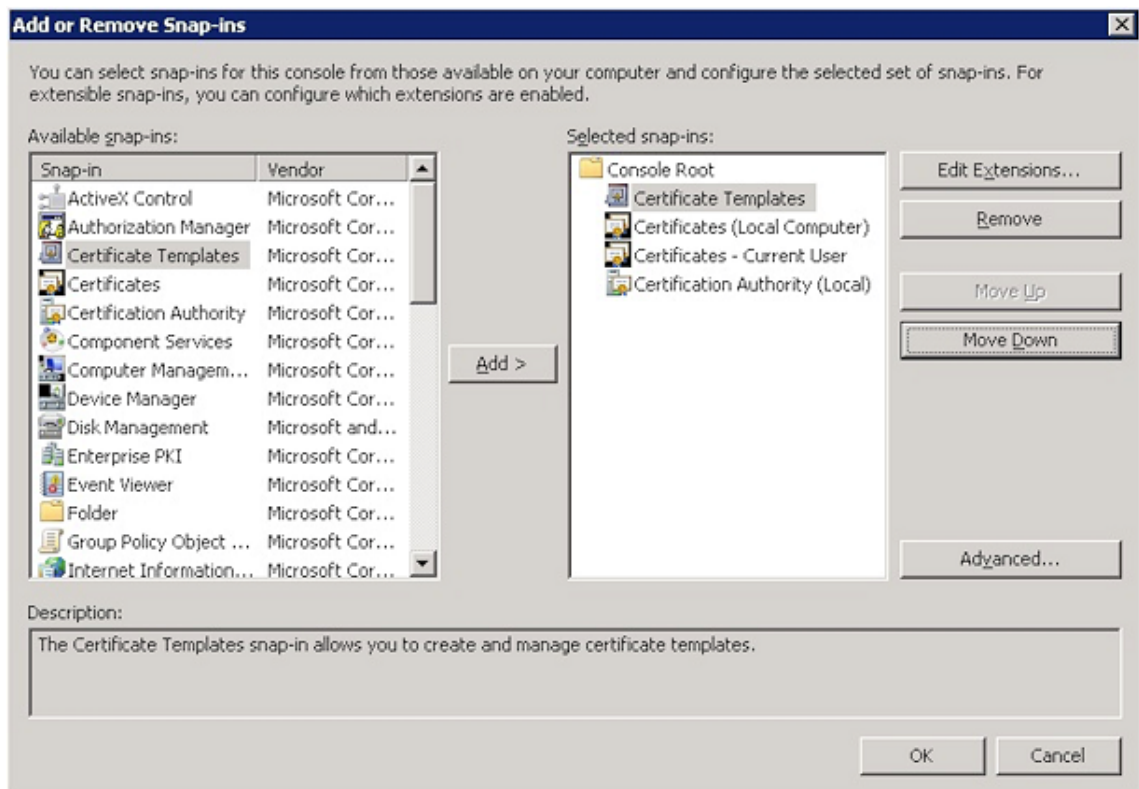 Add or Remove Snap-ins
You can select snap-ins for this console from those available on your computer and configure the selected set of snap-ins. For
extensible snap-ins, you can configure which extensions are enabled.
Available snap-ins:
Snap-in Vendor
ActiveX Control Microsoft Cor...
Authorization Manager Microsoft Cor...
Certificate Templates Microsoft Cor...
Certificates Microsoft Cor...
Certification Authority Microsoft Cor...
Component Services Microsoft Cor...
Computer Managem... Microsoft Cor...
Device Manager Microsoft Cor...
Disk Management Microsoft and...
Enterprise PKI Microsoft Cor...
Event Viewer Microsoft Cor...
Folder Microsoft Cor...
Group Policy Object ... Microsoft Cor...
Internet Information... Microsoft Cor...
Add >
Selected snap-ins:
Console Root
Certificate Templates
Certificates (Local Computer)
Certificates - Current User
Certification Authority (Local)
Edit Extensions...
Remove
Move Up
Move Down
Advanced...
Description:
The Certificate Templates snap-in allows you to create and manage certificate templates.
OK
Cancel